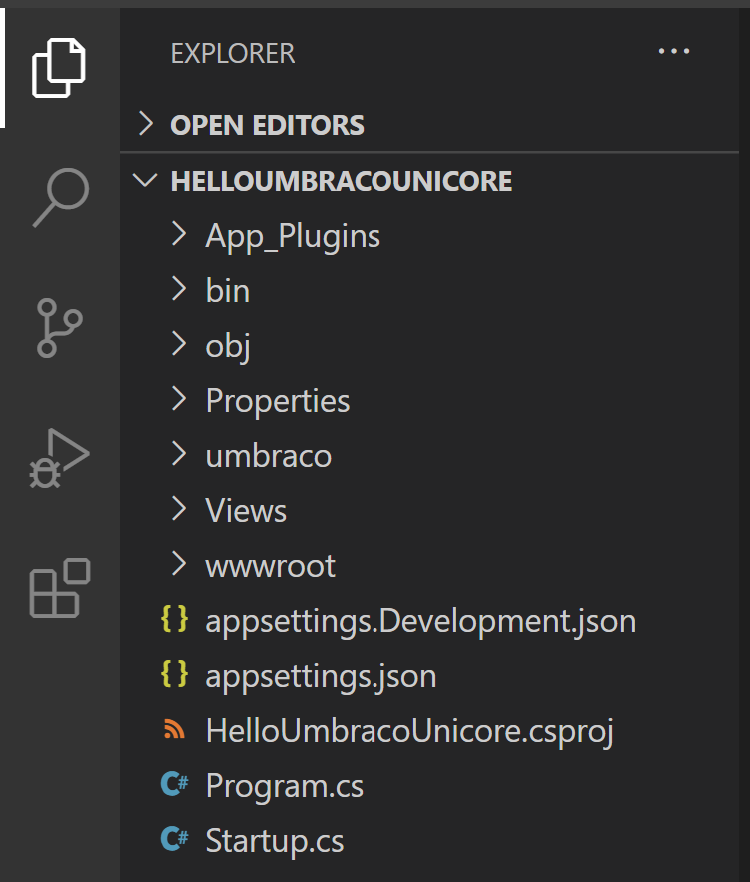 EXPLORER
OPEN EDITORS
HELLOUMBRACOUNICORE
App_Plugins
bin
obj
Properties
umbraco
Views
wwwroot
{} appsettings.Development.json
{} appsettings.json
HelloUmbracoUnicore.csproj
C# Program.cs
C# Startup.cs